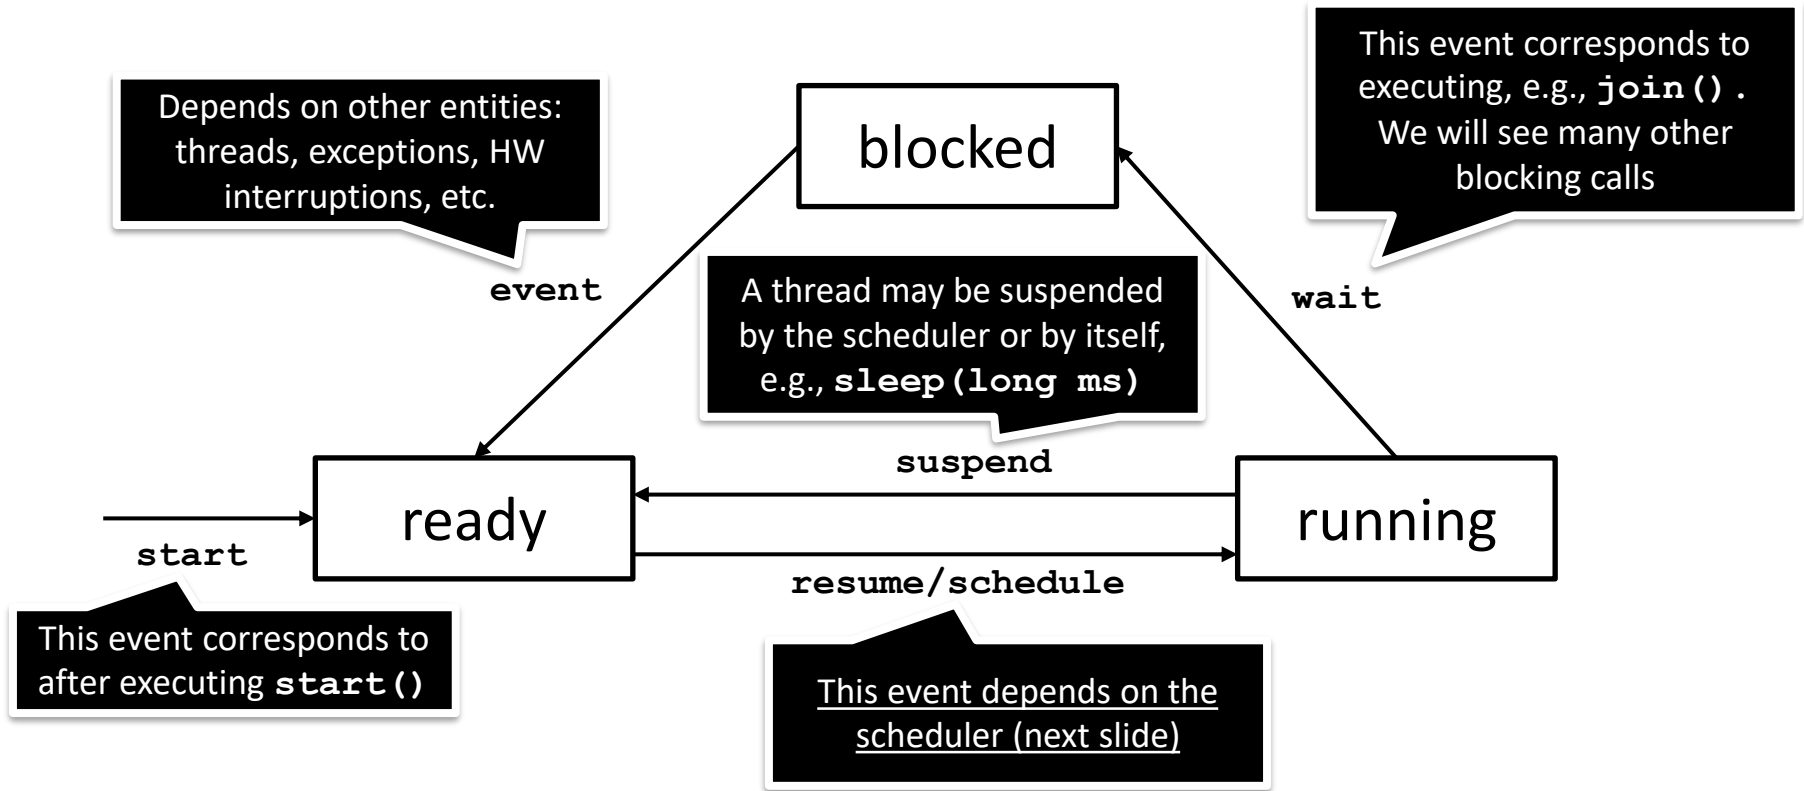 This event corresponds to
executing, e.g., join().
We will see many other
blocking calls
Depends on other entities:
threads, exceptions, HW
interruptions, etc.
blocked
event
A thread may be suspended
by the scheduler or by itself,
e.g., sleep(long ms)
wait
suspend
ready
running
start
resume/schedule
This event corresponds to
after executing start()
This event depends on the
scheduler (next slide)